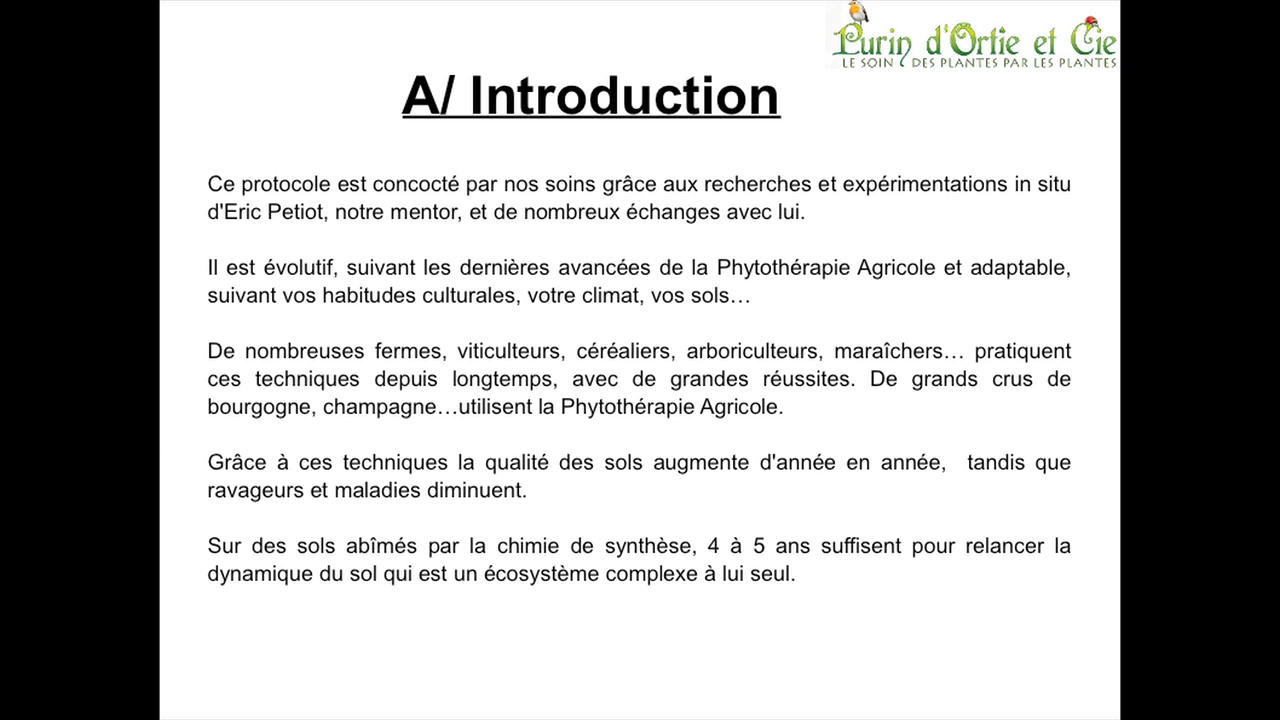 Purin d'Ortie et Cie
LE SOIN DES PLANTES PAR LES PLANTES
A/ Introduction
Ce protocole est concocté par nos soins grâce aux recherches et expérimentations in situ
d'Eric Petiot, notre mentor, et de nombreux échanges avec lui.
Il est évolutif, suivant les dernières avancées de la Phytothérapie Agricole et adaptable,
suivant vos habitudes culturales, votre climat, vos sols…
De nombreuses fermes, viticulteurs, céréaliers, arboriculteurs, maraîchers… pratiquent
ces techniques depuis longtemps, avec de grandes réussites. De grands crus de
bourgogne, champagne…utilisent la Phytothérapie Agricole.
Grâce à ces techniques la qualité des sols augmente d'année en année,  tandis que
ravageurs et maladies diminuent.
Sur des sols abîmés par la chimie de synthèse, 4 à 5 ans suffisent pour relancer la
dynamique du sol qui est un écosystème complexe à lui seul.